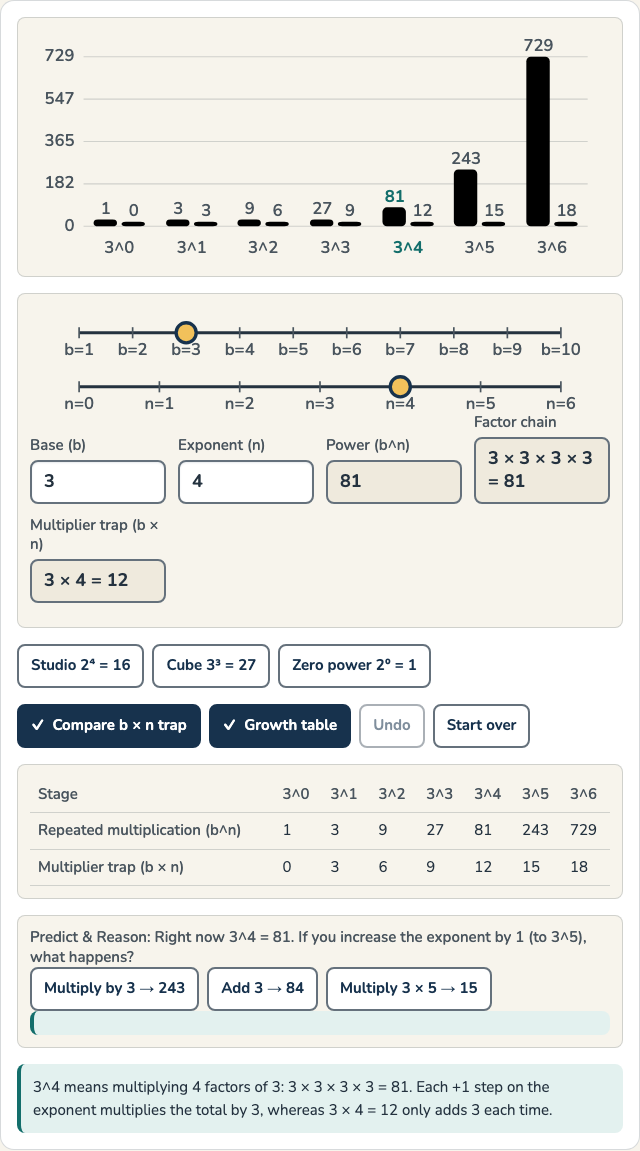 729
547
365
182
0
1 0 3 3 9 6 27 9 81 12 243 15 729 18
3^0 3^1 3^2 3^3 3^4 3^5 3^6
b=1 b=2 b=3 b=4 b=5 b=6 b=7 b=8 b=9 b=10
n=0 n=1 n=2 n=3 n=4 n=5 n=6
Base (b)
3
Exponent (n)
4
Power (b^n)
81
Factor chain
3 × 3 × 3 × 3
= 81
Multiplier trap (b ×
n)
3 × 4 = 12
Studio 2⁴ = 16 Cube 3³ = 27 Zero power 2⁰ = 1
✓ Compare b × n trap ✓ Growth table Undo Start over
Stage 3^0 3^1 3^2 3^3 3^4 3^5 3^6
Repeated multiplication (b^n) 1 3 9 27 81 243 729
Multiplier trap (b × n) 0 3 6 9 12 15 18
Predict & Reason: Right now 3^4 = 81. If you increase the exponent by 1 (to 3^5),
what happens?
Multiply by 3 → 243 Add 3 → 84 Multiply 3 × 5 → 15
3^4 means multiplying 4 factors of 3: 3 × 3 × 3 × 3 = 81. Each +1 step on the
exponent multiplies the total by 3, whereas 3 × 4 = 12 only adds 3 each time.